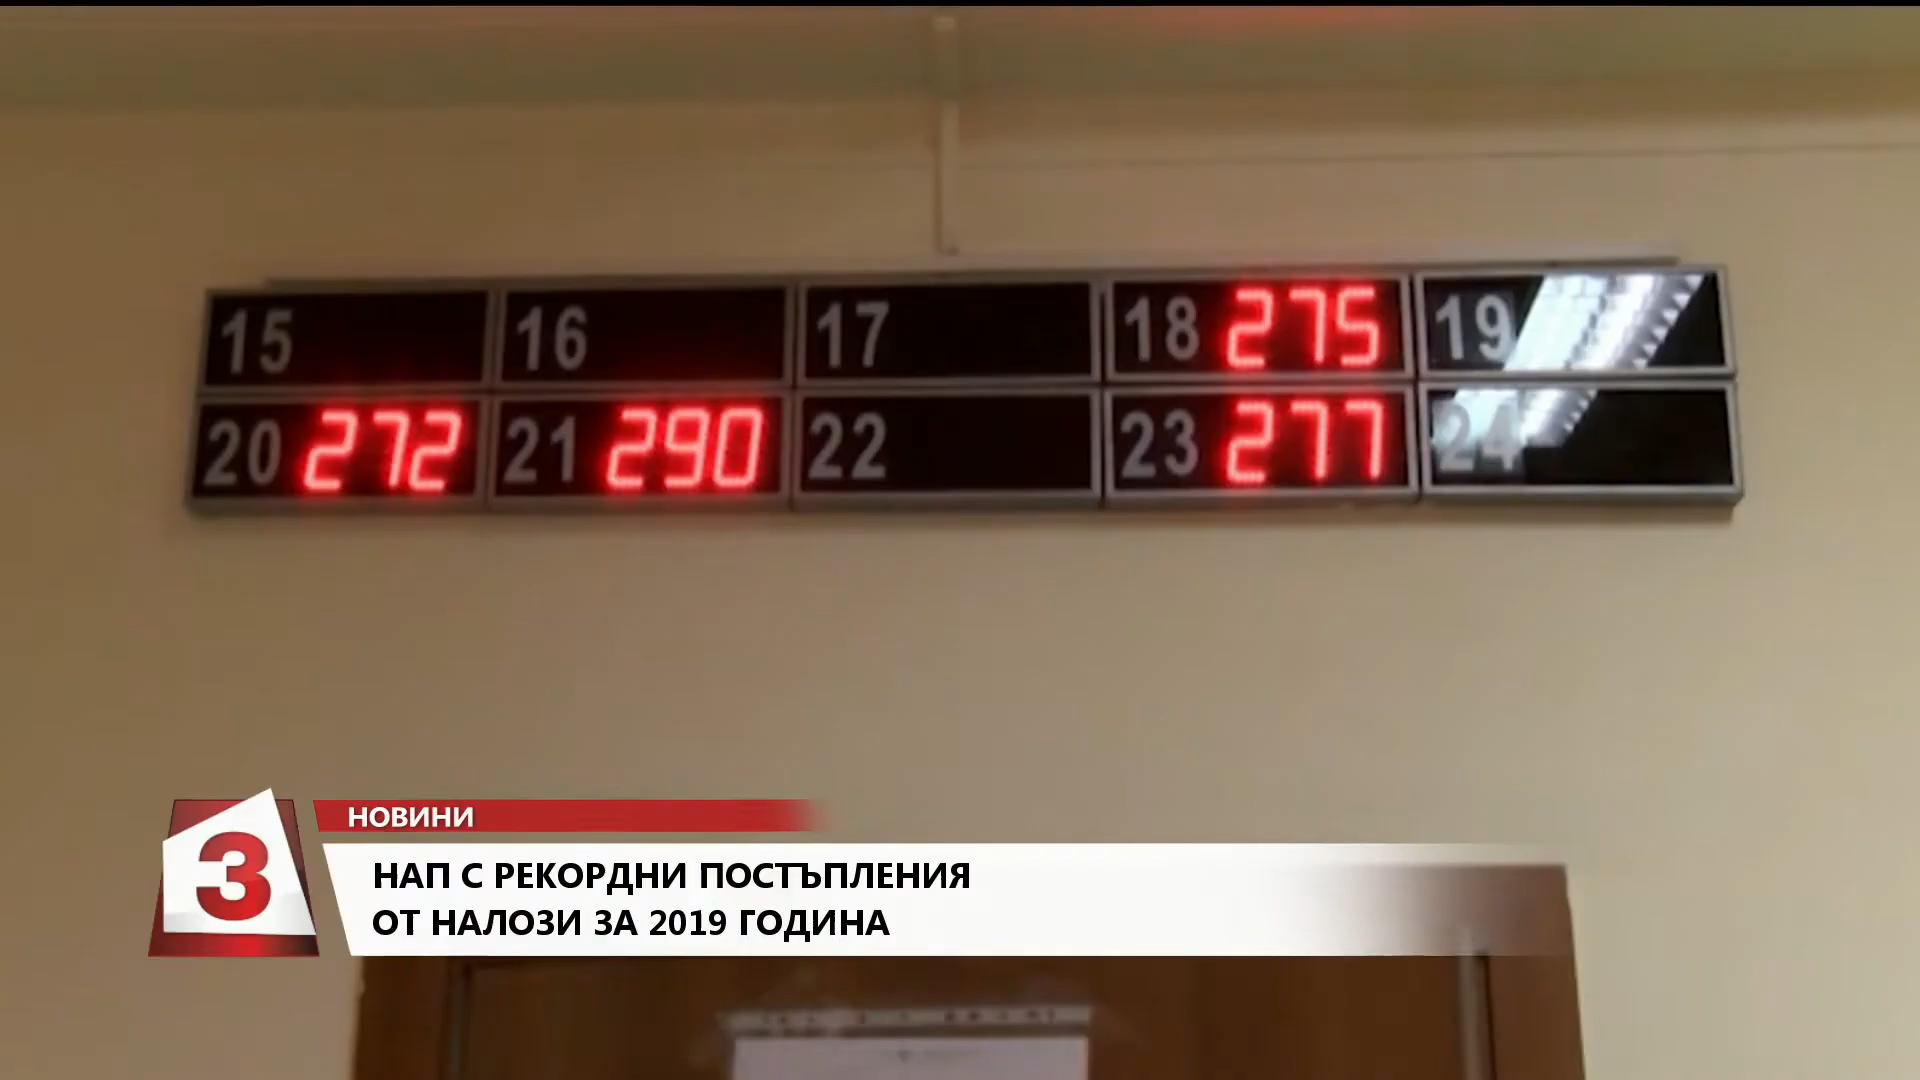 15 16 17 18 275 19
20 272 21 290 22 23 277 24
3
НОВИНИ
НАП С РЕКОРДНИ ПОСТЪПЛЕНИЯ
ОТ НАЛОЗИ ЗА 2019 ГОДИНА